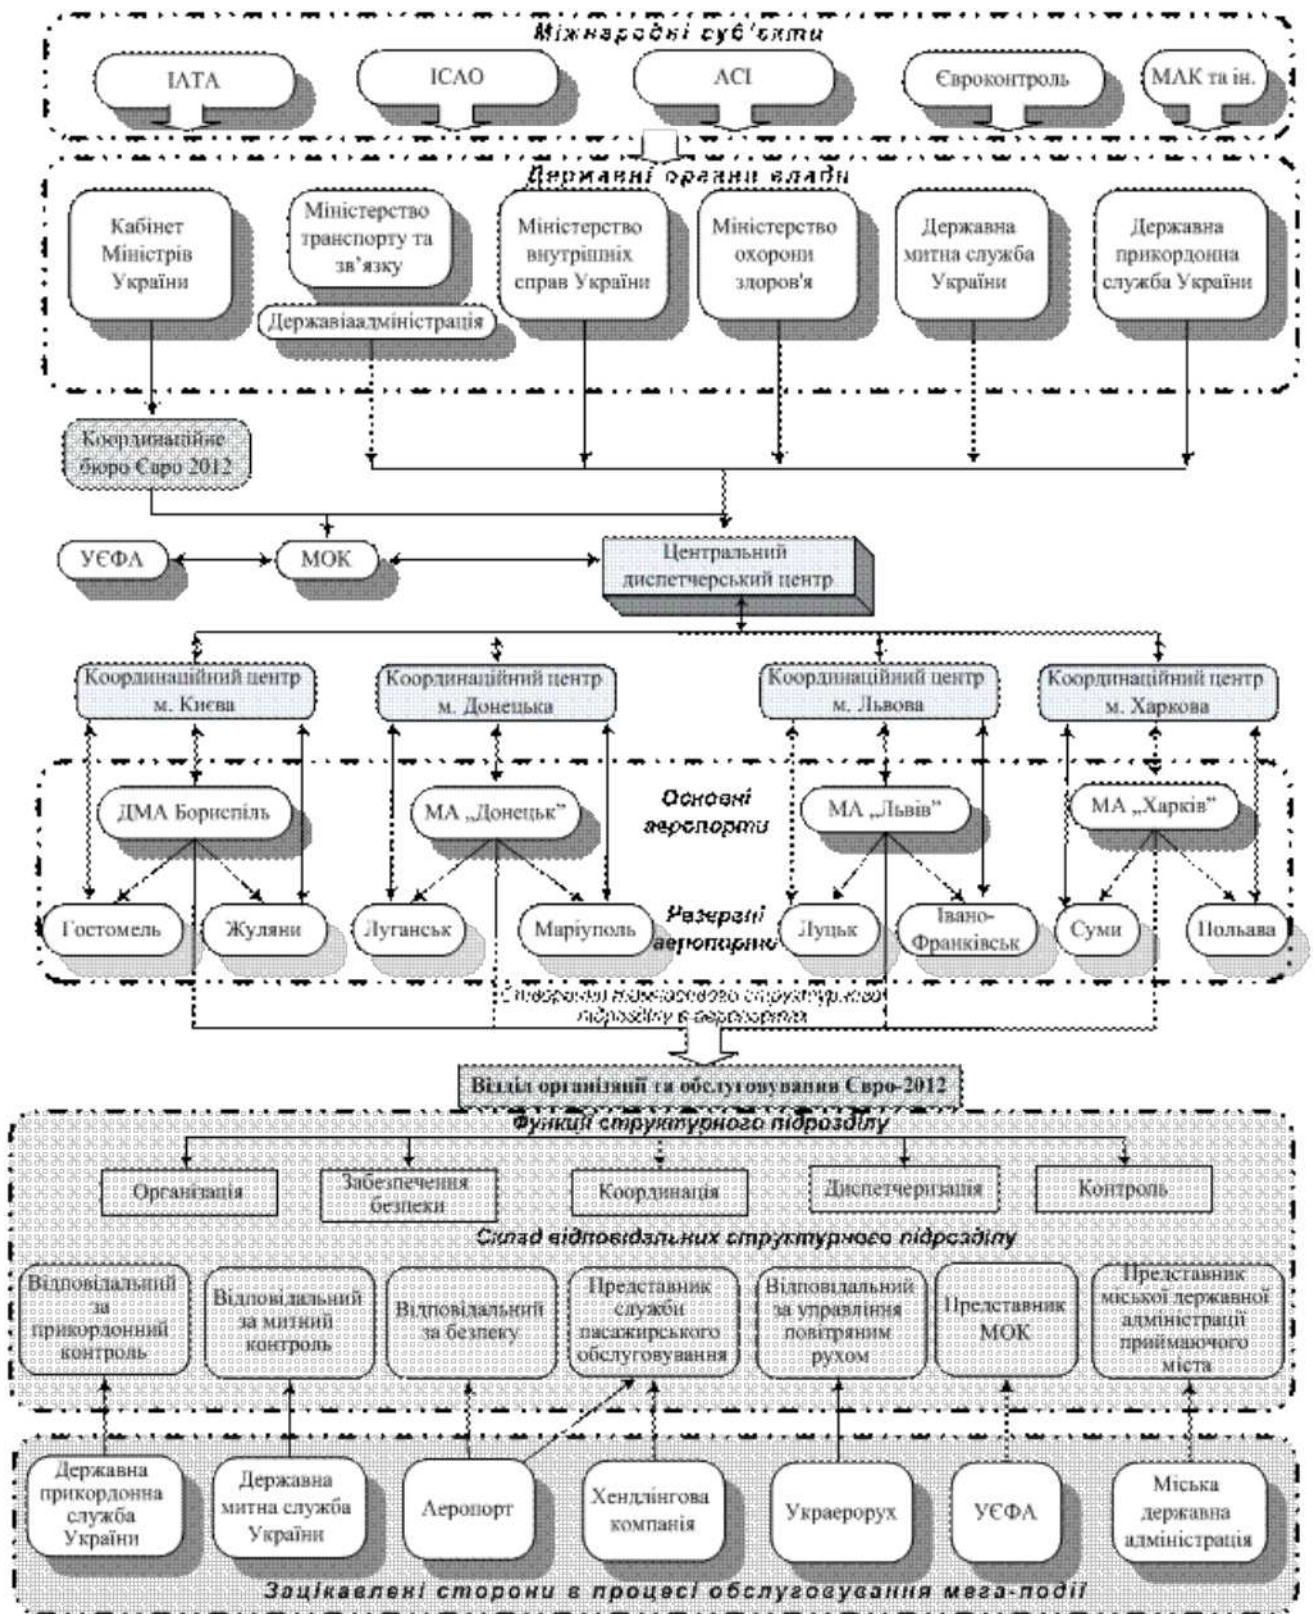 Міжнародні суб'єкти
ІАТА
ІСАО
АСІ
Євроконтроль
МАК та ін.
Державні органи влади
Кабінет
Міністрів
України
Міністерство
транспорту та
зв'язку
Державіаадміністрація
Міністерство
внутрішніх
справ України
Міністерство
охорони
здоров'я
Державна
митна служба
України
Державна
прикордонна
служба України
Координаційне
бюро Євро 2012
УЄФА
МОК
Центральний
диспетчерський центр
Координаційний центр
м. Києва
Координаційний центр
м. Донецька
Координаційний центр
м. Львова
Координаційний центр
м. Харкова
ДМА Бориспіль
МА „Донецьк”
Основні
аеропорти
МА „Львів”
МА „Харків”
Гостомель
Жуляни
Луганськ
Маріуполь
Резервні
аеропорти
Луцьк
Івано-
Франківськ
Суми
Польава
Створення тимчасового структурного
підрозділу в аеропортах
Відділ організації та обслуговування Євро-2012
Функції структурного підрозділу
Організація
Забезпечення
безпеки
Координація
Диспетчеризація
Контроль
Склад відповідальних структурного підрозділу
Відповідальний
за
прикордонний
контроль
Відповідальний
за митний
контроль
Відповідальний
за безпеку
Представник
служби
пасажирського
обслуговування
Відповідальний
за управління
повітряним
рухом
Представник
МОК
Представник
міської державної
адміністрації
приймаючого
міста
Державна
прикордонна
служба
України
Державна
митна служба
України
Аеропорт
Хендлінгова
компанія
Украерорух
УЄФА
Міська
державна
адміністрація
Зацікавлені сторони в процесі обслуговування мега-події